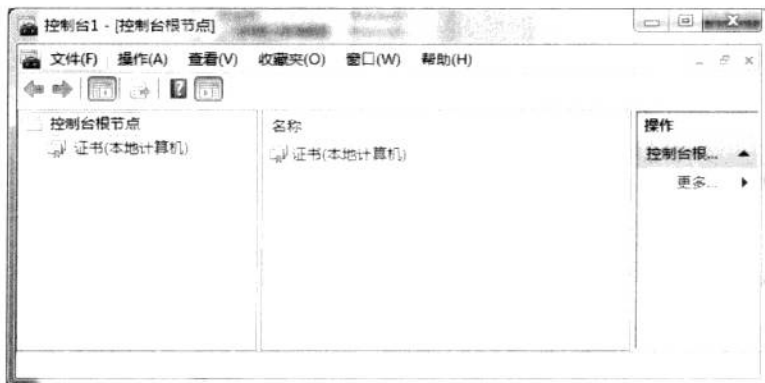 控制台1 - [控制台根节点]
文件(F) 操作(A) 查看(V) 收藏夹(O) 窗口(W) 帮助(H)
控制台根节点
证书(本地计算机)
名称
证书(本地计算机)
操作
控制台根...
更多...